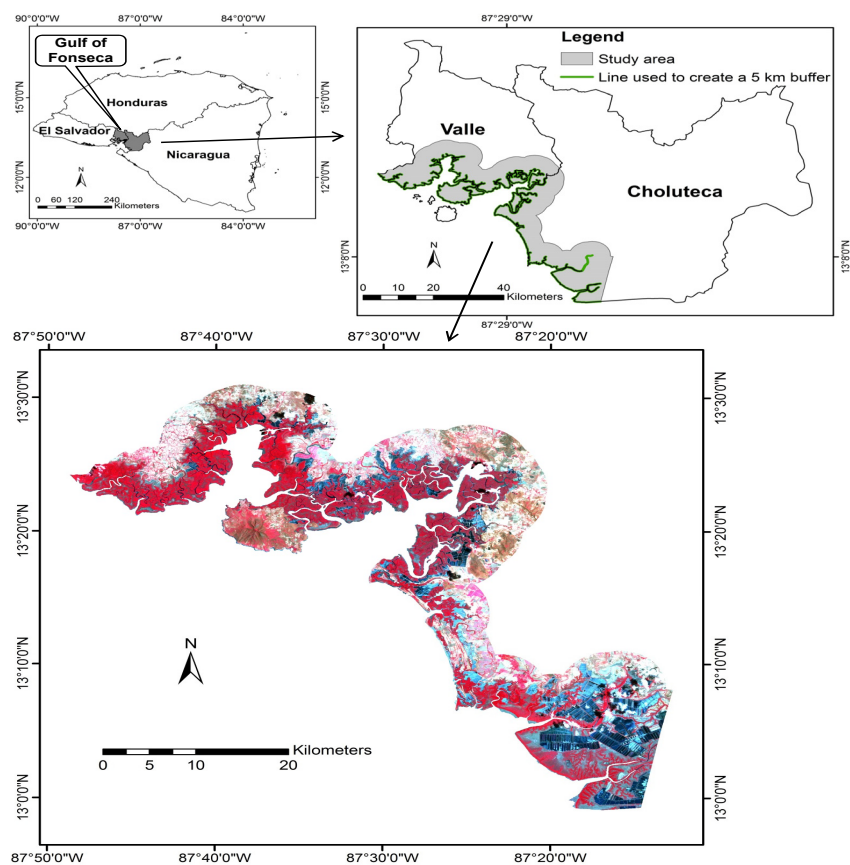 90°0'0"W 87°0'0"W 84°0'0"W
Gulf of
Fonseca
Honduras
El Salvador
Nicaragua
N
0 60 120 240
Kilometers
15°0'0"N
12°0'0"N
15°0'0"N
12°0'0"N
90°0'0"W 87°0'0"W 84°0'0"W
87°29'0"W
Legend
Study area
Line used to create a 5 km buffer
Valle
Choluteca
N
0 10 20 40
Kilometers
13°8'0"N
13°8'0"N
87°29'0"W
87°50'0"W 87°40'0"W 87°30'0"W 87°20'0"W
13°30'0"N
13°20'0"N
13°10'0"N
13°0'0"N
13°30'0"N
13°20'0"N
13°10'0"N
13°0'0"N
N
Kilometers
0 5 10 20
87°50'0"W 87°40'0"W 87°30'0"W 87°20'0"W